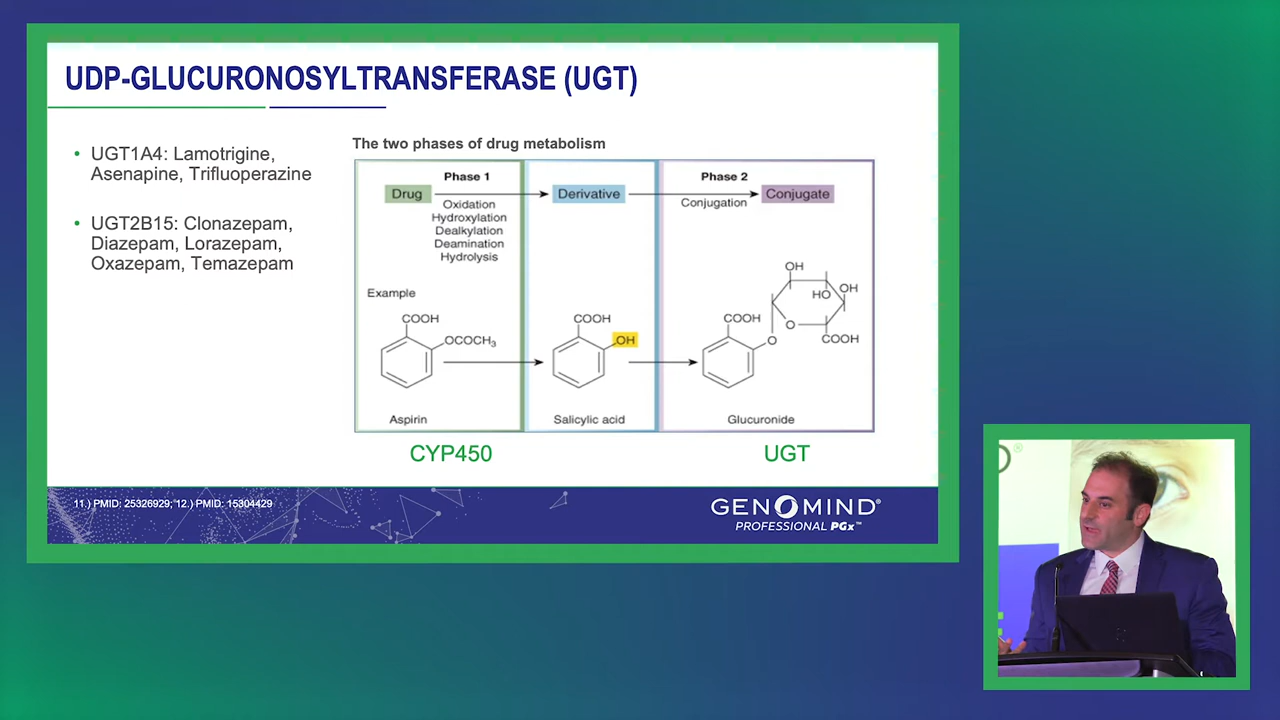 UDP-GLUCURONOSYLTRANSFERASE (UGT)
• UGT1A4: Lamotrigine,
Asenapine, Trifluoperazine
• UGT2B15: Clonazepam,
Diazepam, Lorazepam,
Oxazepam, Temazepam
The two phases of drug metabolism
Phase 1
Phase 2
Drug
Derivative
Conjugate
Oxidation
Hydroxylation
Dealkylation
Deamination
Hydrolysis
Conjugation
Example
COOH
OCOCH₃
COOH
OH
COOH
O
OH
HO
OH
O
COOH
Aspirin
Salicylic acid
Glucuronide
CYP450
UGT
11.) PMID: 25326929; 12.) PMID: 15304429
GENOMIND®
PROFESSIONAL PGx™